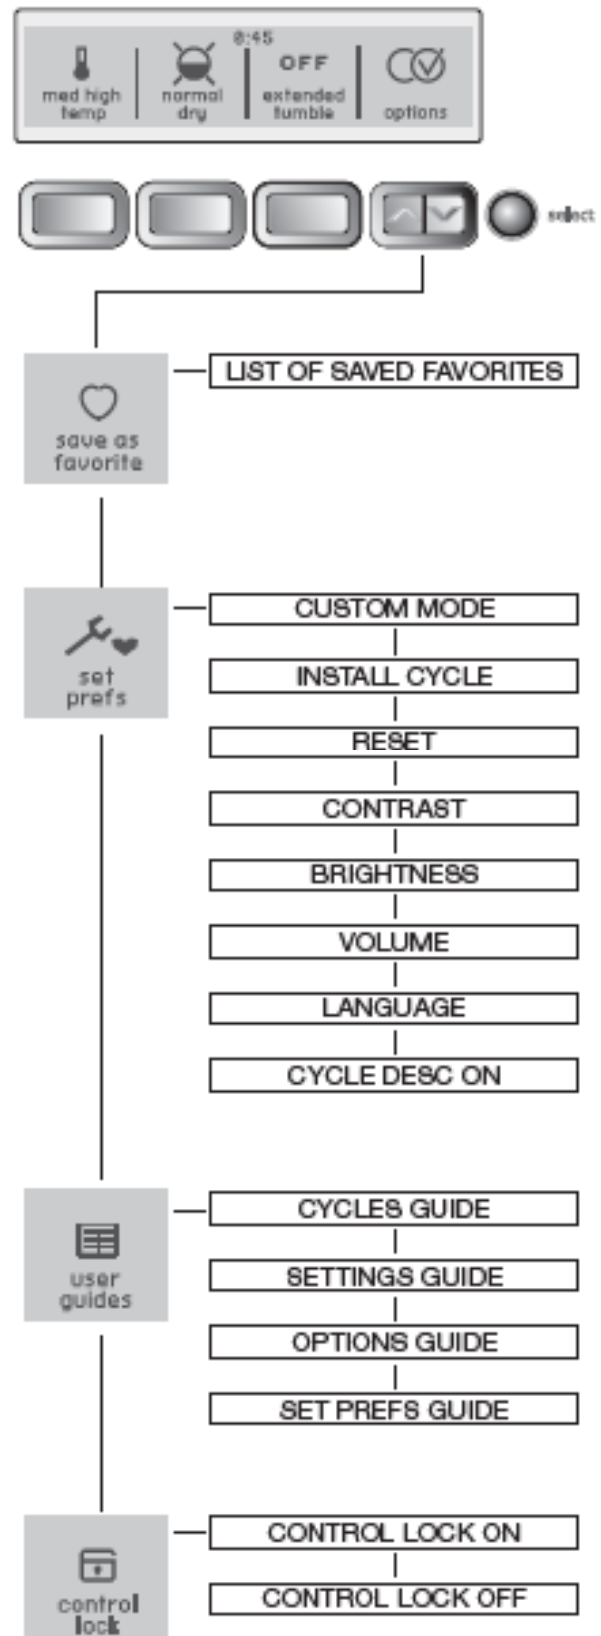 0:45
med high temp
normal dry
OFF
extended tumble
options
select
save as
favorite
LIST OF SAVED FAVORITES
set
prefs
CUSTOM MODE
INSTALL CYCLE
RESET
CONTRAST
BRIGHTNESS
VOLUME
LANGUAGE
CYCLE DESC ON
user
guides
CYCLES GUIDE
SETTINGS GUIDE
OPTIONS GUIDE
SET PREFS GUIDE
control
lock
CONTROL LOCK ON
CONTROL LOCK OFF